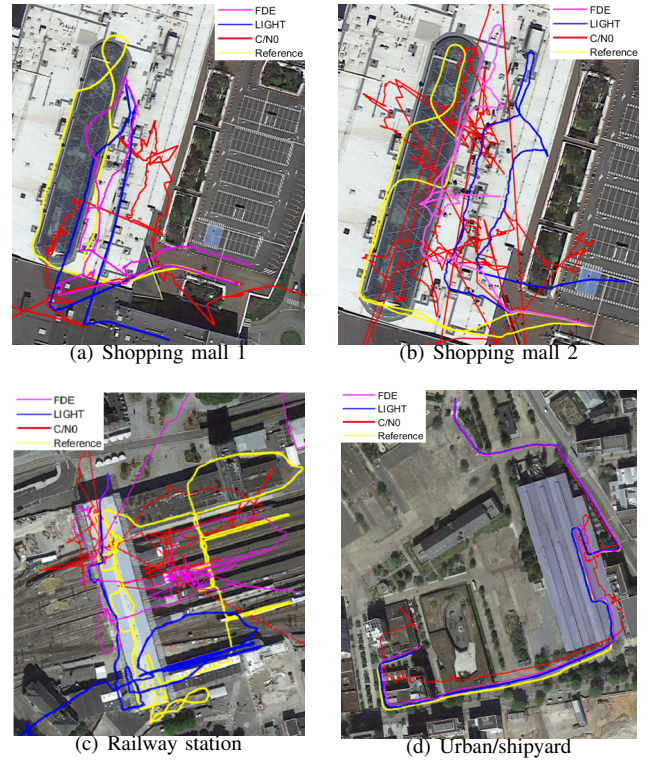 FDE
LIGHT
C/N0
Reference
(a) Shopping mall 1
FDE
LIGHT
C/N0
Reference
(b) Shopping mall 2
FDE
LIGHT
C/N0
Reference
(c) Railway station
FDE
LIGHT
C/N0
Reference
(d) Urban/shipyard